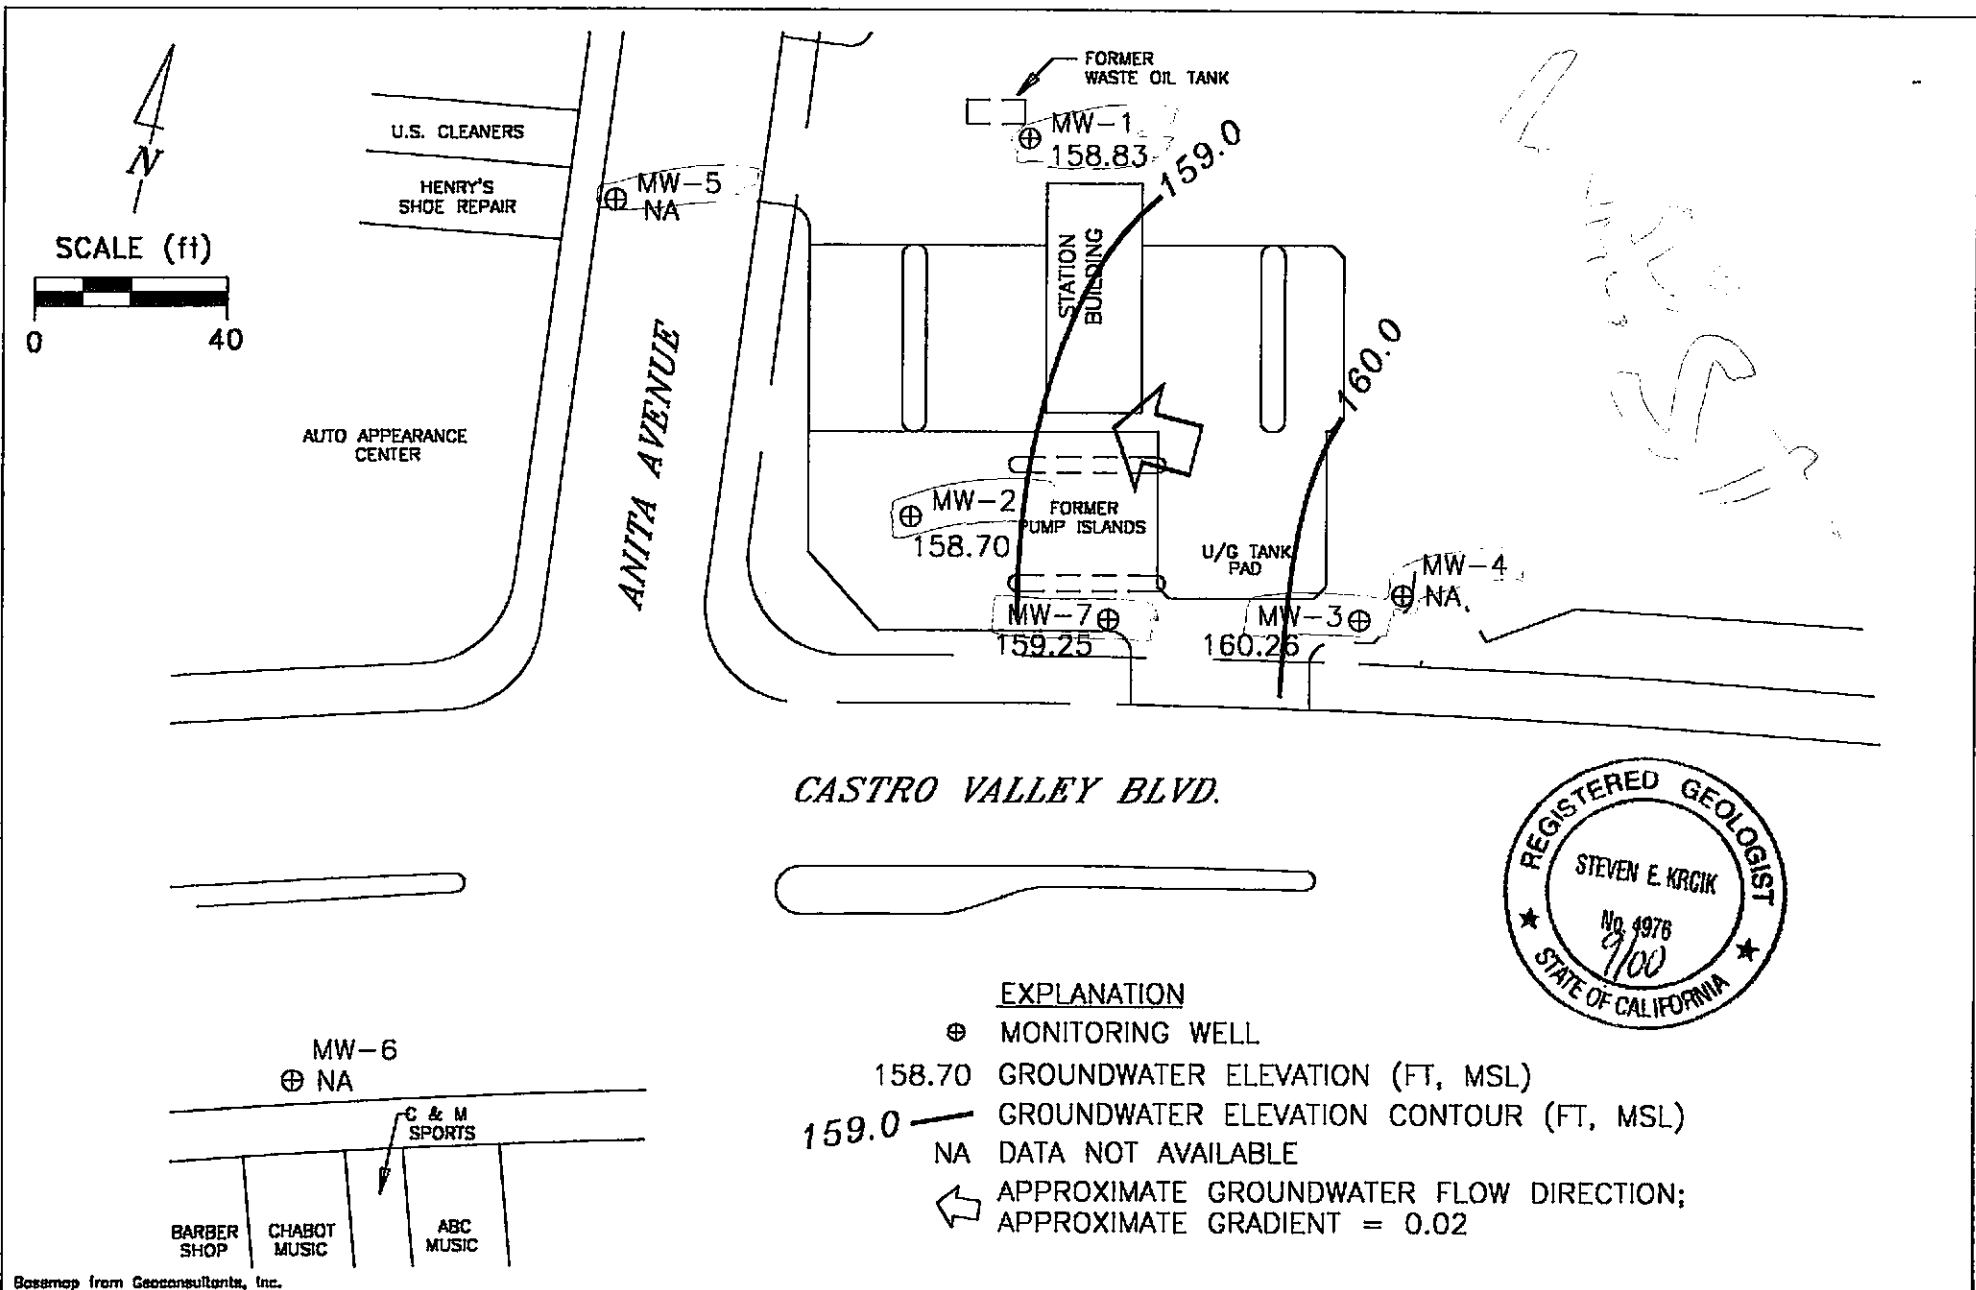 FORMER
WASTE OIL TANK
MW-1
158.83
159.0
U.S. CLEANERS
HENRY'S
SHOE REPAIR
MW-5
NA
N
SCALE (ft)
0 40
STATION
BUILDING
160.0
ANITA AVENUE
AUTO APPEARANCE
CENTER
MW-2
158.70
FORMER
PUMP ISLANDS
U/G TANK
PAD
MW-4
NA
MW-7
159.25
MW-3
160.26
CASTRO VALLEY BLVD.
REGISTERED GEOLOGIST
STEVEN E. KRCIK
No. 4976
9/00
STATE OF CALIFORNIA
EXPLANATION
MONITORING WELL
158.70 GROUNDWATER ELEVATION (FT, MSL)
159.0 GROUNDWATER ELEVATION CONTOUR (FT, MSL)
NA DATA NOT AVAILABLE
APPROXIMATE GROUNDWATER FLOW DIRECTION;
APPROXIMATE GRADIENT = 0.02
MW-6
NA
C & M
SPORTS
BARBER
SHOP
CHABOT
MUSIC
ABC
MUSIC
Basemap from Geoconsultants, Inc.